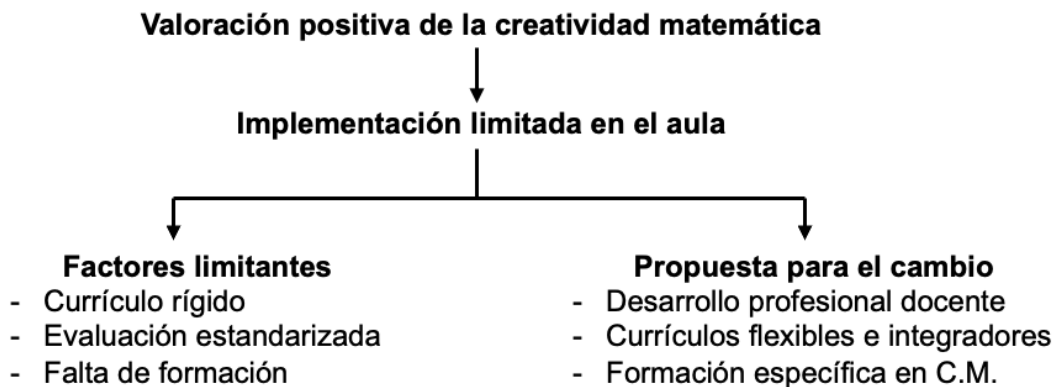 Valoración positiva de la creatividad matemática
Implementación limitada en el aula
Factores limitantes
- Currículo rígido
- Evaluación estandarizada
- Falta de formación
Propuesta para el cambio
- Desarrollo profesional docente
- Currículos flexibles e integradores
- Formación específica en C.M.